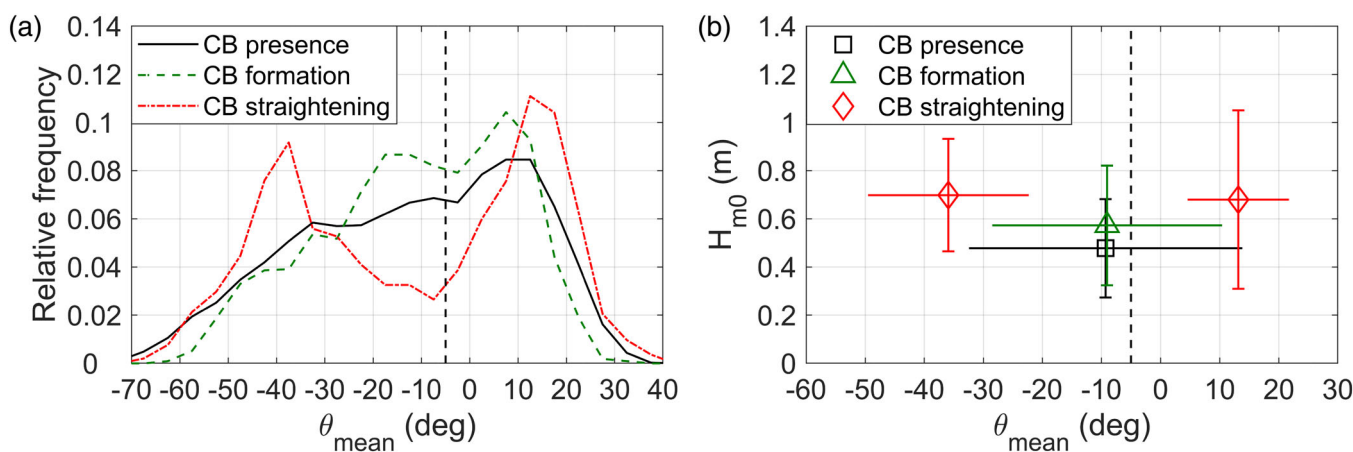 (a)
0.14
0.12
0.1
0.08
0.06
0.04
0.02
0
Relative frequency
CB presence
CB formation
CB straightening
-70 -60 -50 -40 -30 -20 -10 0 10 20 30 40
θmean (deg)
(b)
1.4
1.2
1
0.8
0.6
0.4
0.2
0
Hm0 (m)
CB presence
CB formation
CB straightening
-60 -50 -40 -30 -20 -10 0 10 20 30
θmean (deg)